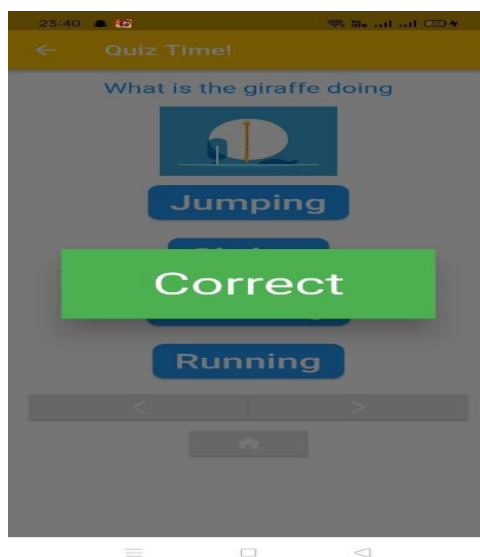 23:40
Quiz Time!
What is the giraffe doing
Jumping
Correct
Running
< >